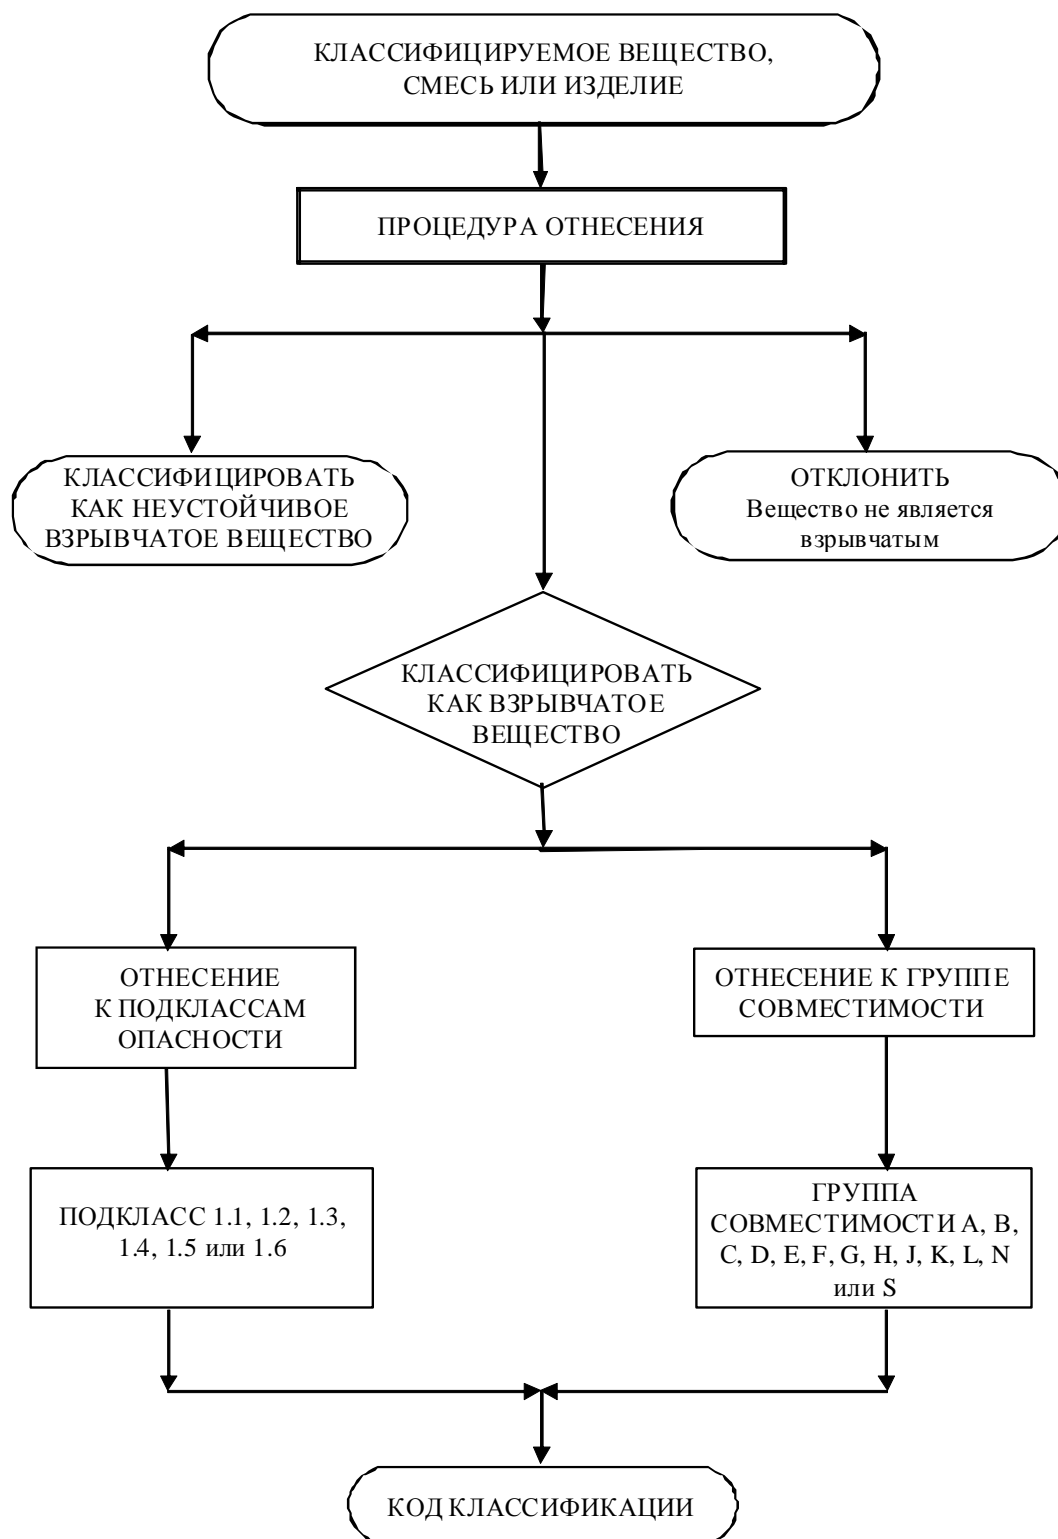 КЛАССИФИЦИРУЕМОЕ ВЕЩЕСТВО,
СМЕСЬ ИЛИ ИЗДЕЛИЕ
ПРОЦЕДУРА ОТНЕСЕНИЯ
КЛАССИФИЦИРОВАТЬ
КАК НЕУСТОЙЧИВОЕ
ВЗРЫВЧАТОЕ ВЕЩЕСТВО
ОТКЛОНИТЬ
Вещество не является
взрывчатым
КЛАССИФИЦИРОВАТЬ
КАК ВЗРЫВЧАТОЕ
ВЕЩЕСТВО
ОТНЕСЕНИЕ
К ПОДКЛАССАМ
ОПАСНОСТИ
ОТНЕСЕНИЕ К ГРУППЕ
СОВМЕСТИМОСТИ
ПОДКЛАСС 1.1, 1.2, 1.3,
1.4, 1.5 или 1.6
ГРУППА
СОВМЕСТИМОСТИ A, B,
C, D, E, F, G, H, J, K, L, N
или S
КОД КЛАССИФИКАЦИИ